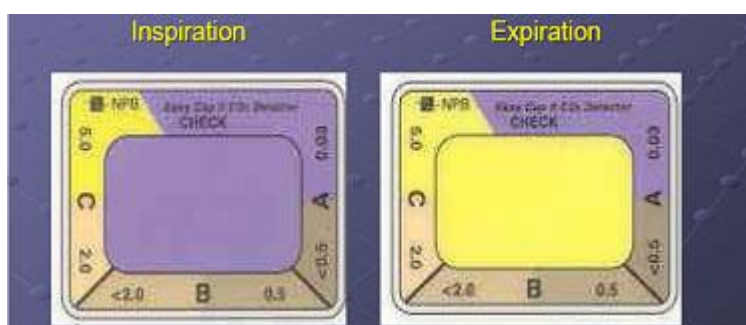 Inspiration
Expiration
NPB Easy Cap II CO₂ Detector
CHECK
5.0
0.03
C
A
2.0
<0.5
<2.0 B 0.5
NPB Easy Cap II CO₂ Detector
CHECK
5.0
0.03
C
A
2.0
<0.5
<2.0 B 0.5